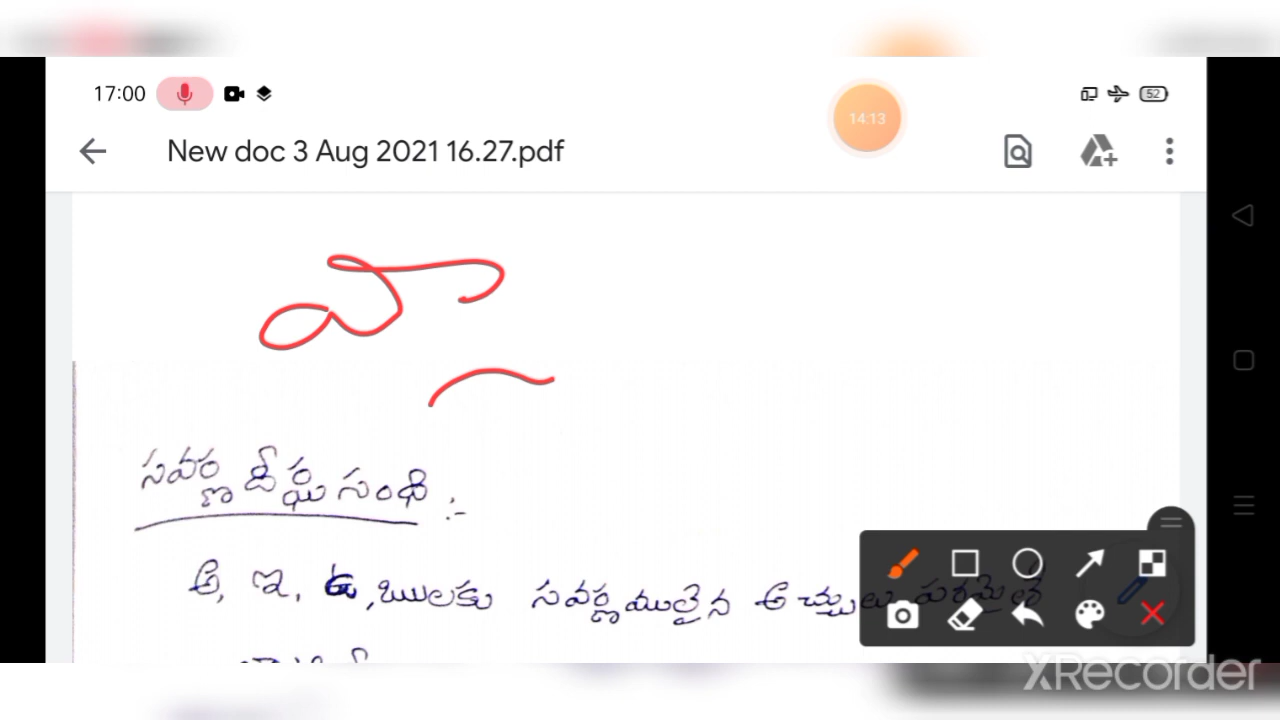 17:00
14:13
52
New doc 3 Aug 2021 16.27.pdf
వా
సవర్ణ దీర్ఘ సంధి :-
అ, ఇ, ఉ, ఋలకు సవర్ణములైన అచ్చులు పరమైతే
XRecorder